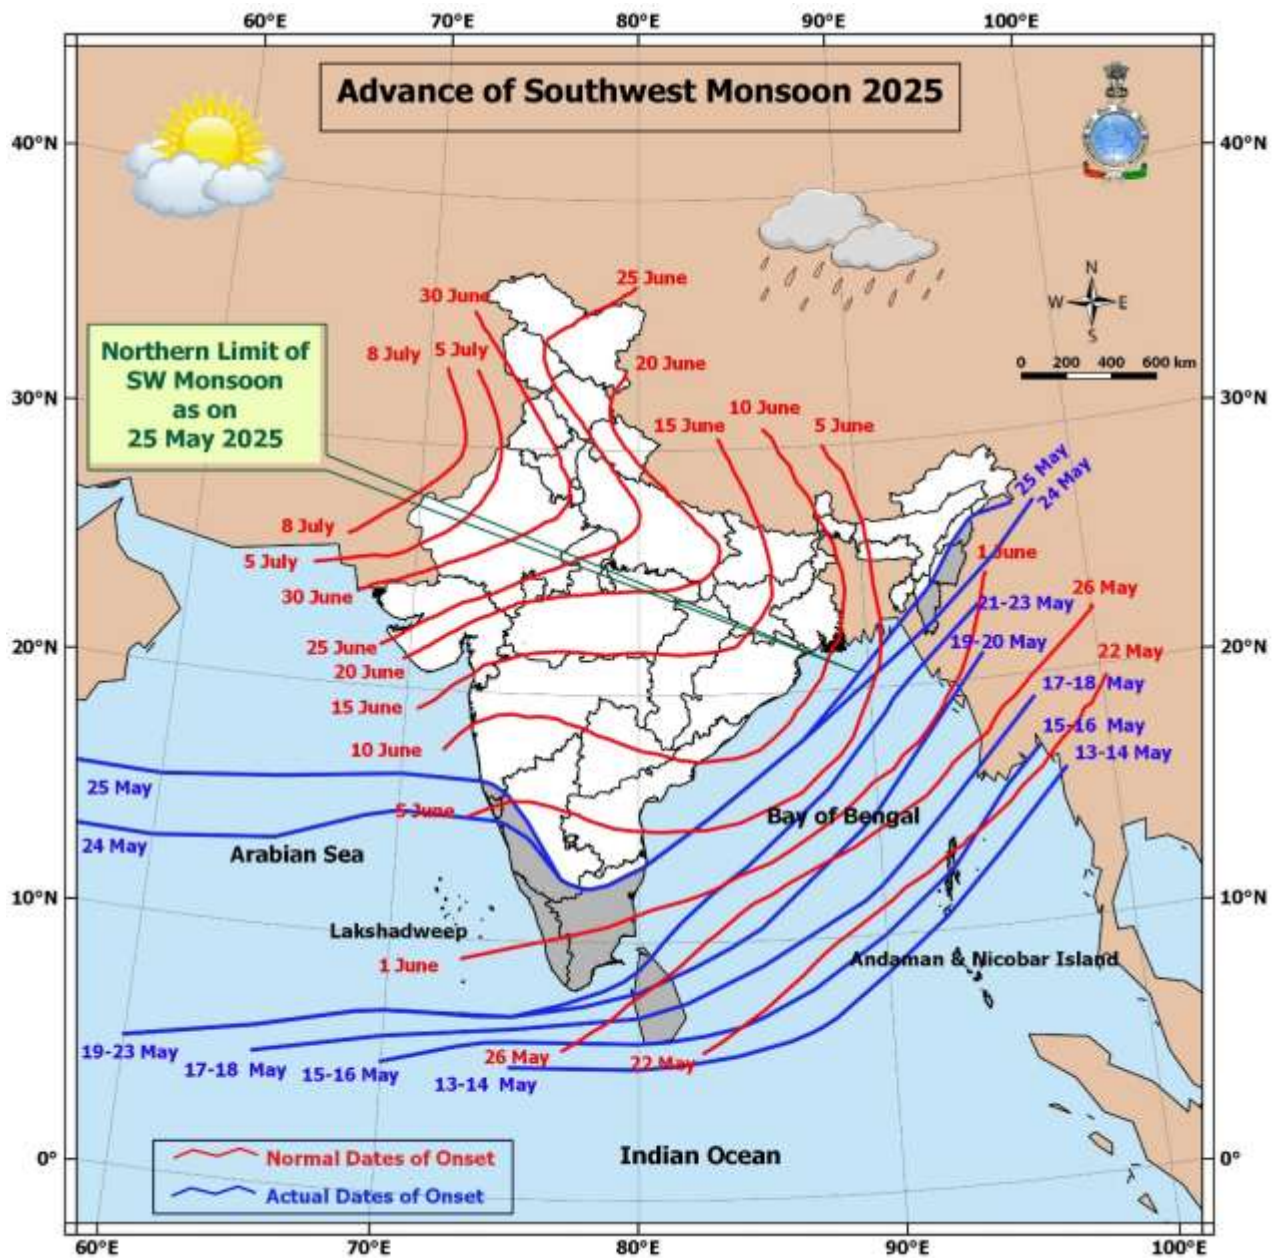 60°E 70°E 80°E 90°E 100°E
Advance of Southwest Monsoon 2025
40°N 40°N
25 June
30 June
N
W E
S
0 200 400 600 km
Northern Limit of
SW Monsoon
as on
25 May 2025
8 July 5 July
20 June
30°N 30°N
10 June
15 June 5 June
25 May
24 May
8 July
5 July
1 June
30 June
26 May
21-23 May
25 June
19-20 May
20°N 20°N
22 May
20 June
17-18 May
15 June
15-16 May
10 June
13-14 May
25 May
5 June
Bay of Bengal
24 May
Arabian Sea
10°N 10°N
Lakshadweep
1 June
Andaman & Nicobar Island
19-23 May
17-18 May
15-16 May
26 May
22 May
13-14 May
Indian Ocean
0° 0°
Normal Dates of Onset
Actual Dates of Onset
60°E 70°E 80°E 90°E 100°E